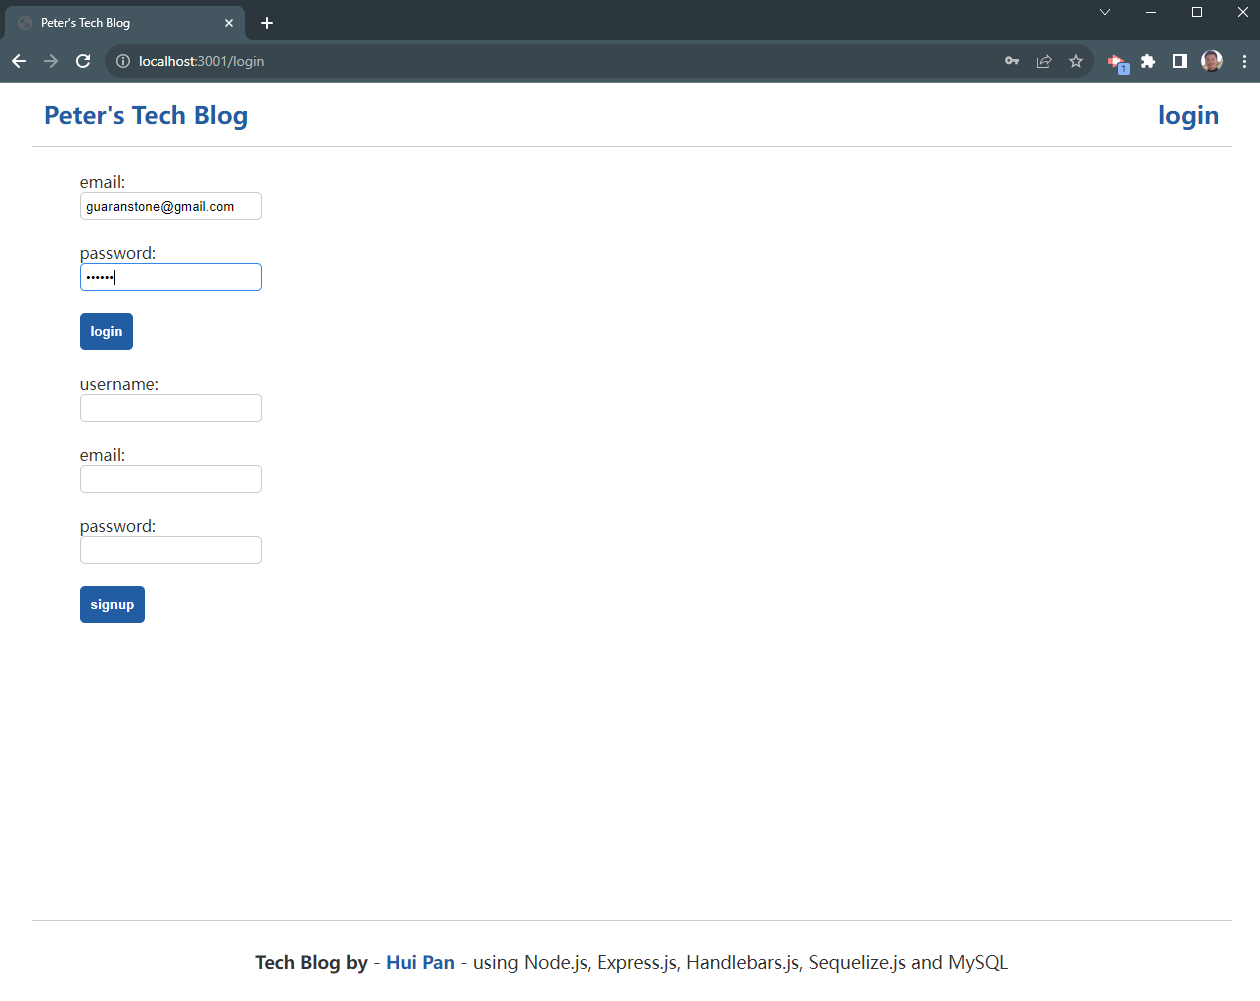 Peter's Tech Blog
localhost:3001/login
1
Peter's Tech Blog
login
email:
guaranstone@gmail.com
password:
••••••
login
username:
email:
password:
signup
Tech Blog by - Hui Pan - using Node.js, Express.js, Handlebars.js, Sequelize.js and MySQL